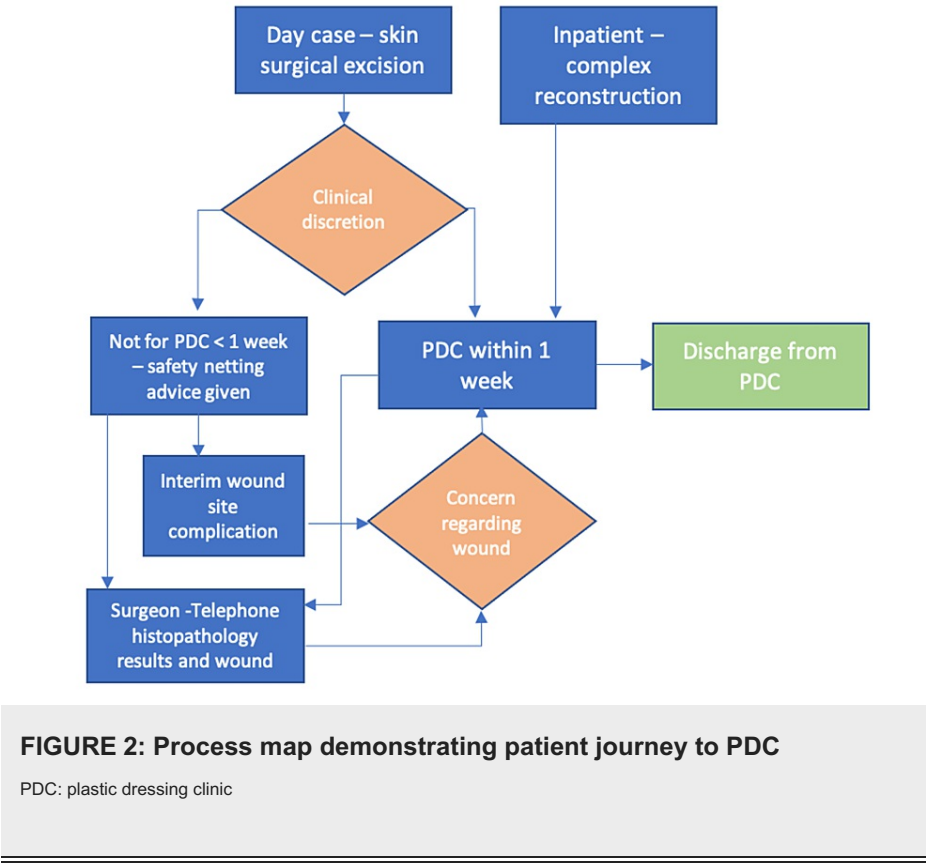 Day case – skin
surgical excision
Inpatient –
complex
reconstruction
Clinical
discretion
Not for PDC < 1 week
– safety netting
advice given
PDC within 1
week
Discharge from
PDC
Interim wound
site
complication
Concern
regarding
wound
Surgeon -Telephone
histopathology
results and wound
FIGURE 2: Process map demonstrating patient journey to PDC
PDC: plastic dressing clinic